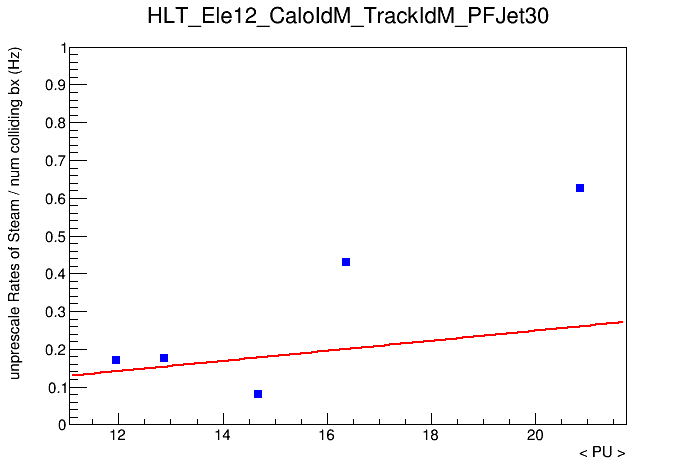 HLT_Ele12_CaloIdM_TrackIdM_PFJet30
unprescale Rates of Steam / num colliding bx (Hz)
1
0.9
0.8
0.7
0.6
0.5
0.4
0.3
0.2
0.1
0
12 14 16 18 20
< PU >